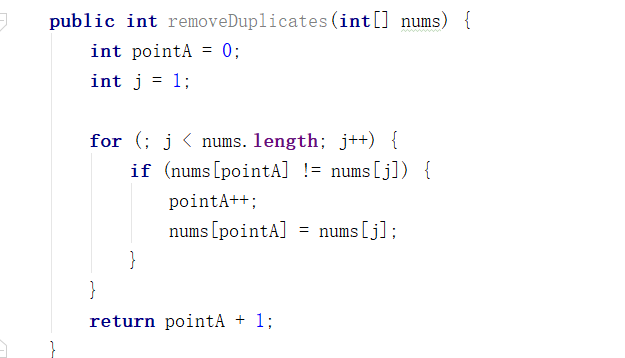 public int removeDuplicates(int[] nums) {
int pointA = 0;
int j = 1;
for (; j < nums.length; j++) {
if (nums[pointA] != nums[j]) {
pointA++;
nums[pointA] = nums[j];
}
}
return pointA + 1;
}